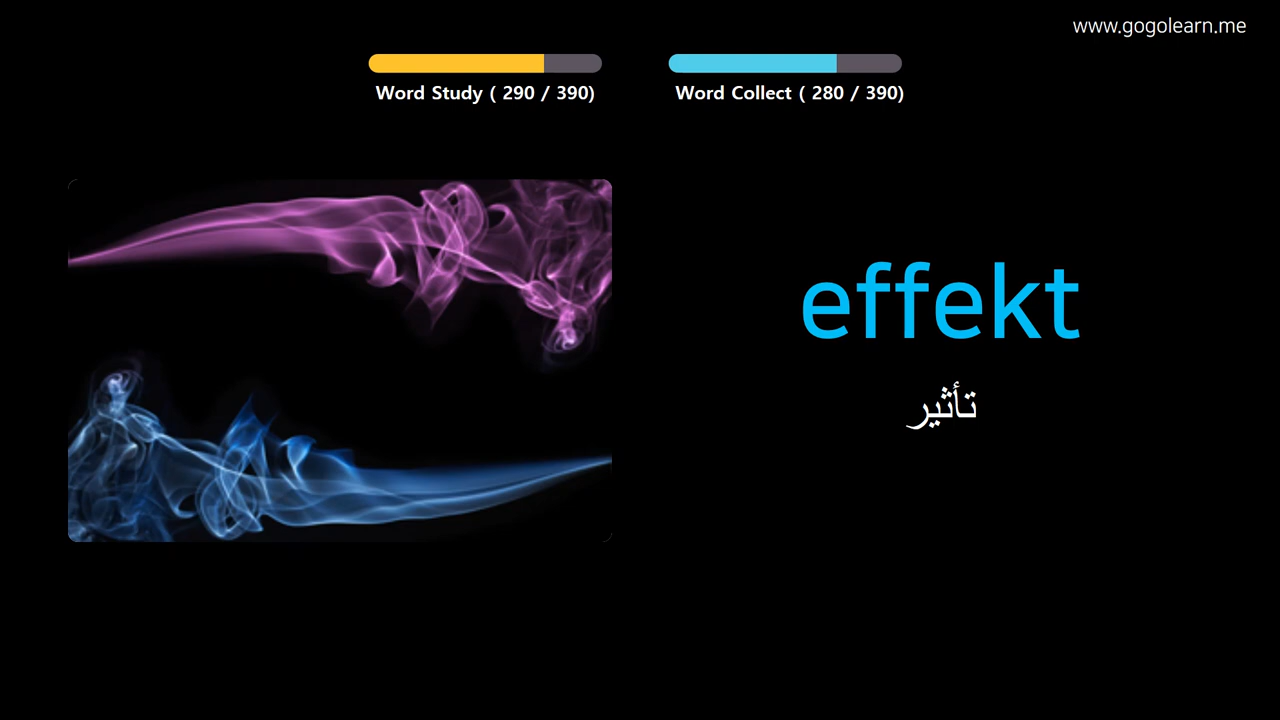 www.gogolearn.me
Word Study ( 290 / 390)
Word Collect ( 280 / 390)
effekt
تأثير